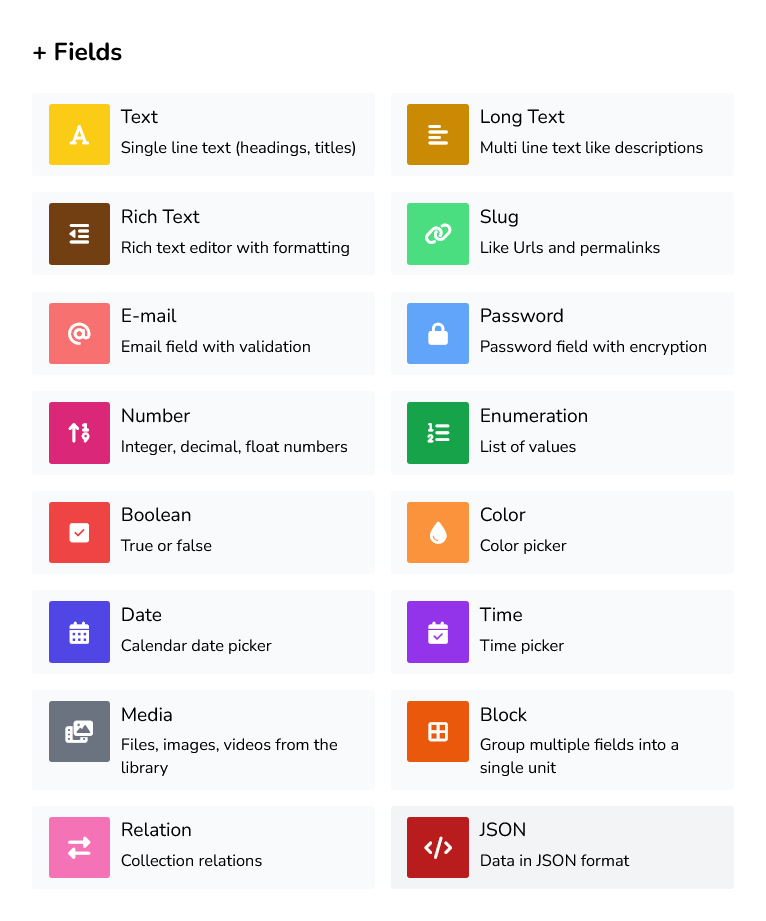 + Fields
Text
Single line text (headings, titles)
Long Text
Multi line text like descriptions
Rich Text
Rich text editor with formatting
Slug
Like Urls and permalinks
E-mail
Email field with validation
Password
Password field with encryption
Number
Integer, decimal, float numbers
Enumeration
List of values
Boolean
True or false
Color
Color picker
Date
Calendar date picker
Time
Time picker
Media
Files, images, videos from the
library
Block
Group multiple fields into a
single unit
Relation
Collection relations
JSON
Data in JSON format